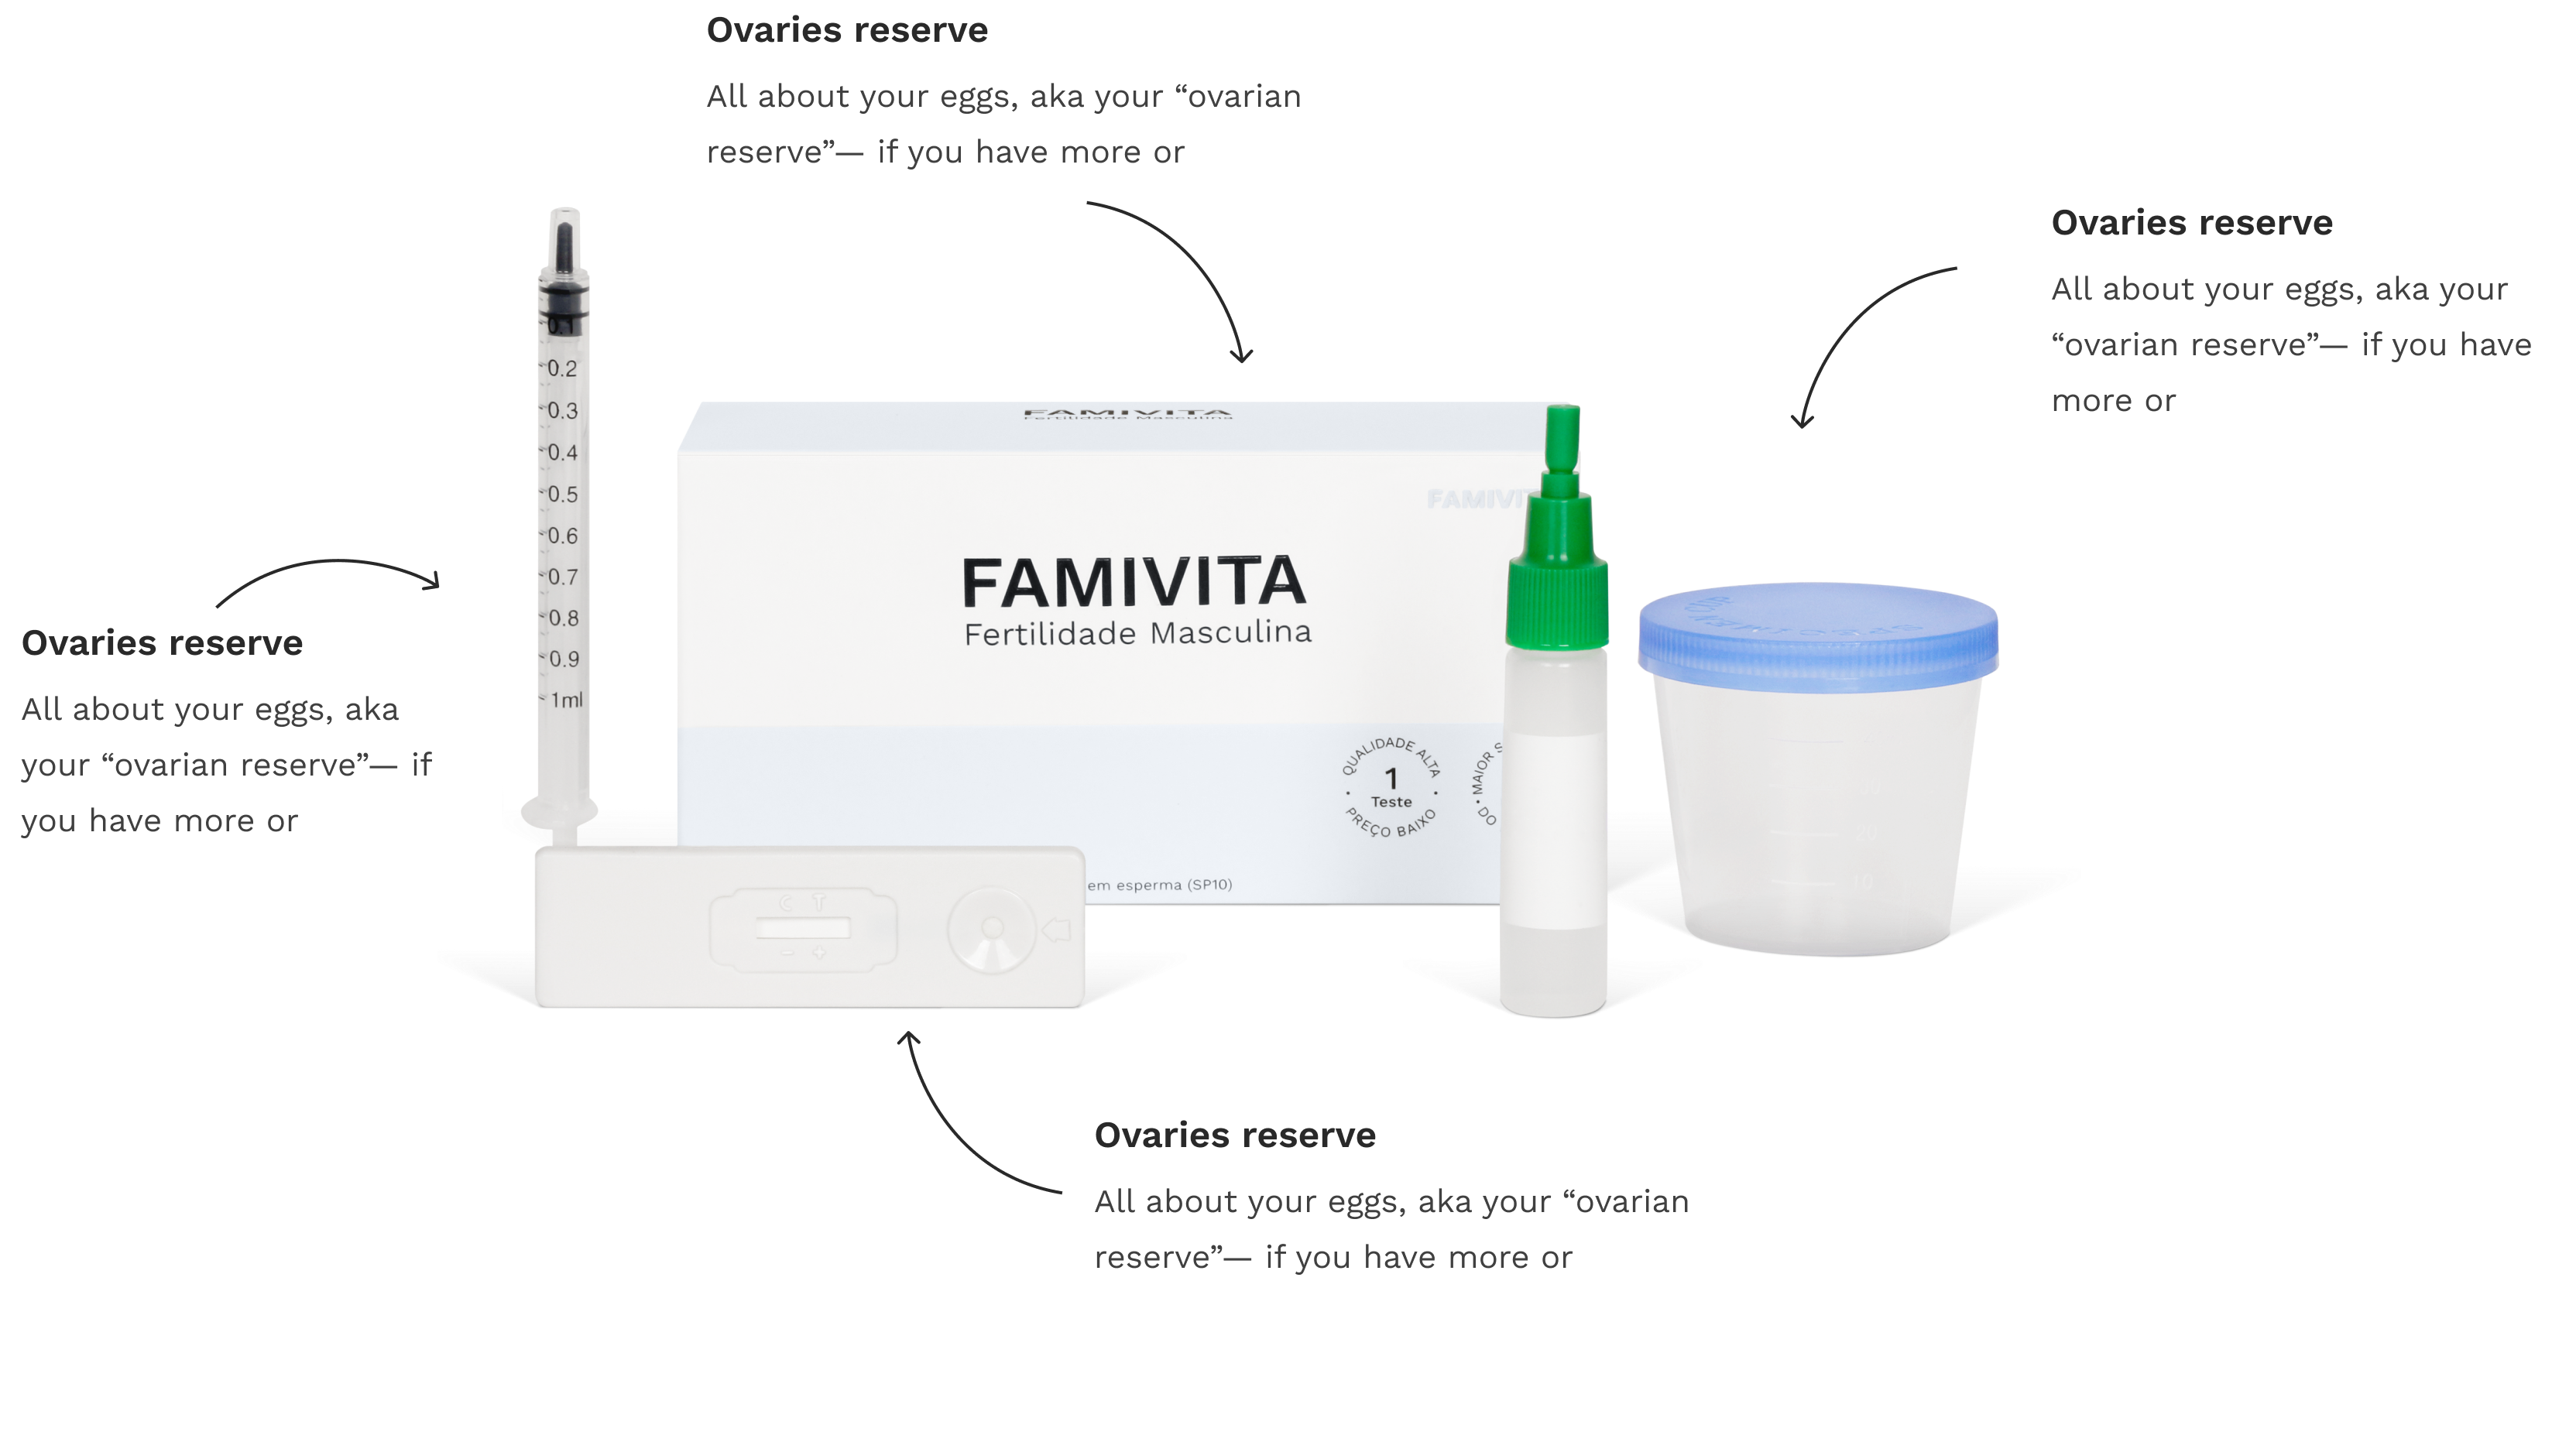 Ovaries reserve
All about your eggs, aka your “ovarian
reserve”— if you have more or
Ovaries reserve
All about your eggs, aka your
“ovarian reserve”— if you have
more or
Ovaries reserve
All about your eggs, aka
your “ovarian reserve”— if
you have more or
0.1
0.2
0.3
0.4
0.5
0.6
0.7
0.8
0.9
1ml
FAMIVITA
Fertilidade Masculina
FAMIVIT
FAMIVITA
Fertilidade Masculina
QUALIDADE ALTA
1
Teste
PREÇO BAIXO
MAIOR S
DO
em esperma (SP10)
C T
- +
20
10
Ovaries reserve
All about your eggs, aka your “ovarian
reserve”— if you have more or